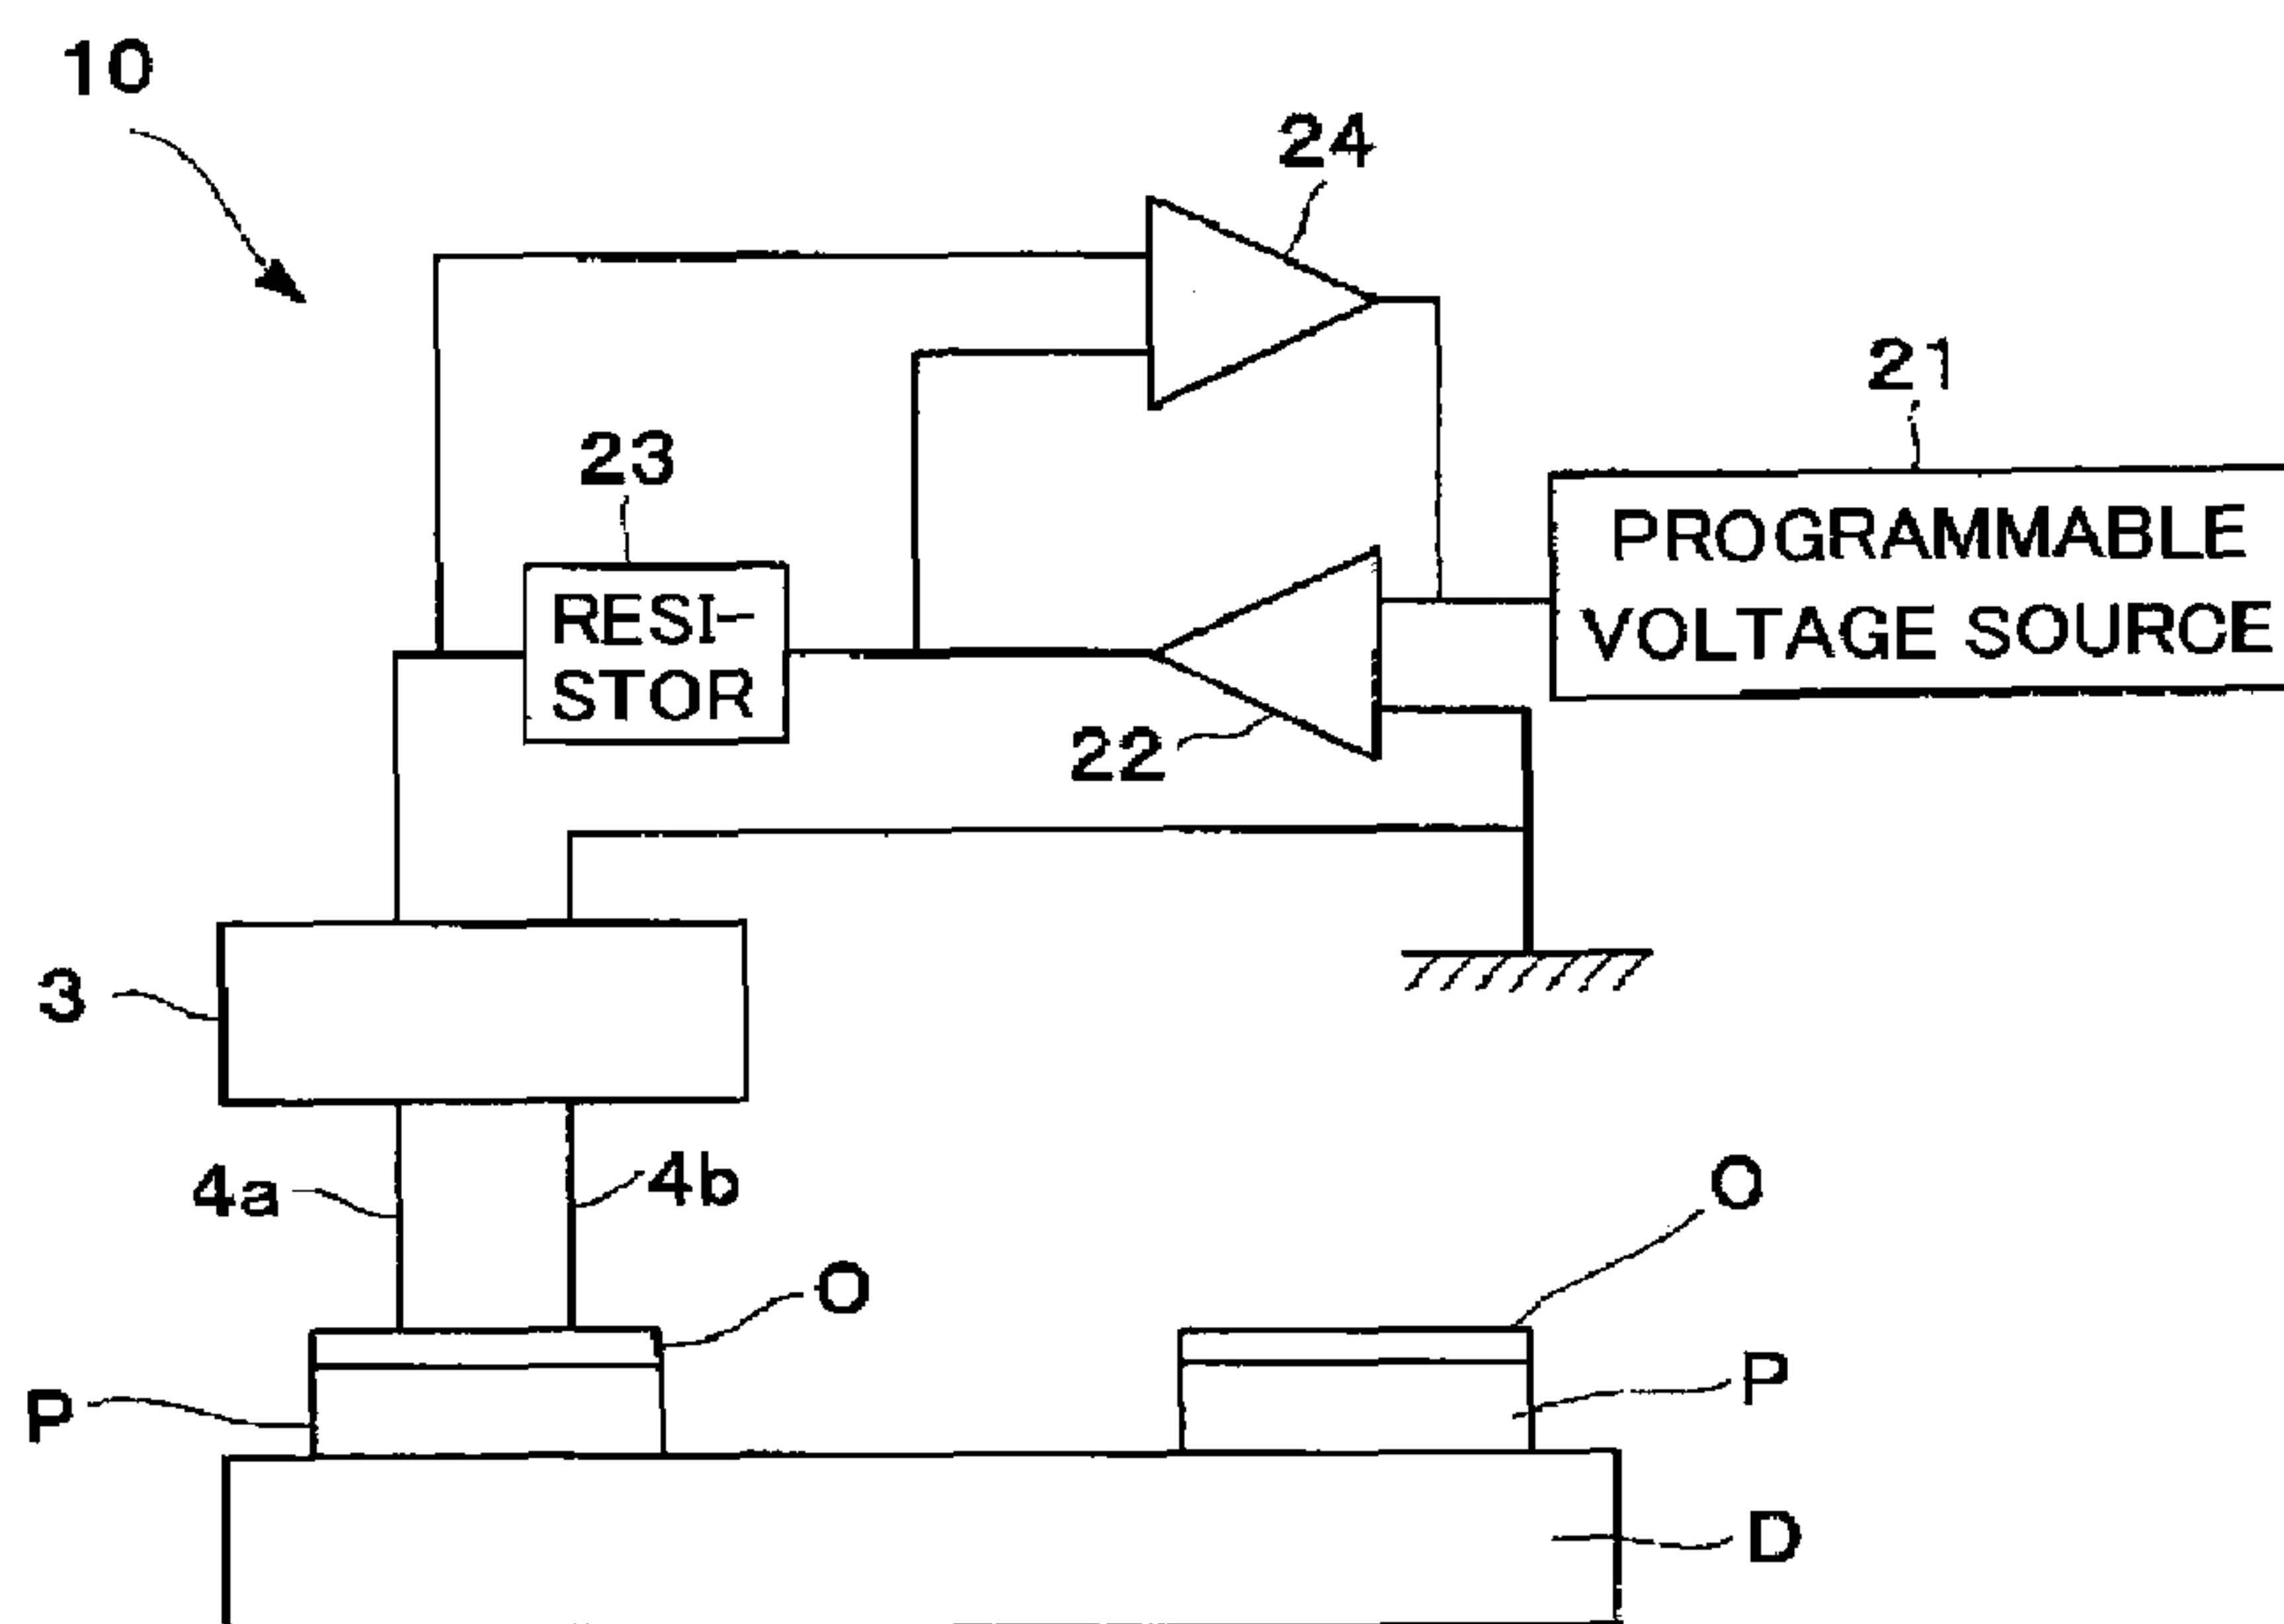 10
24
21
23
PROGRAMMABLE
VOLTAGE SOURCE
RESI-
STOR
22
3
4a
4b
O
O
P
P
D